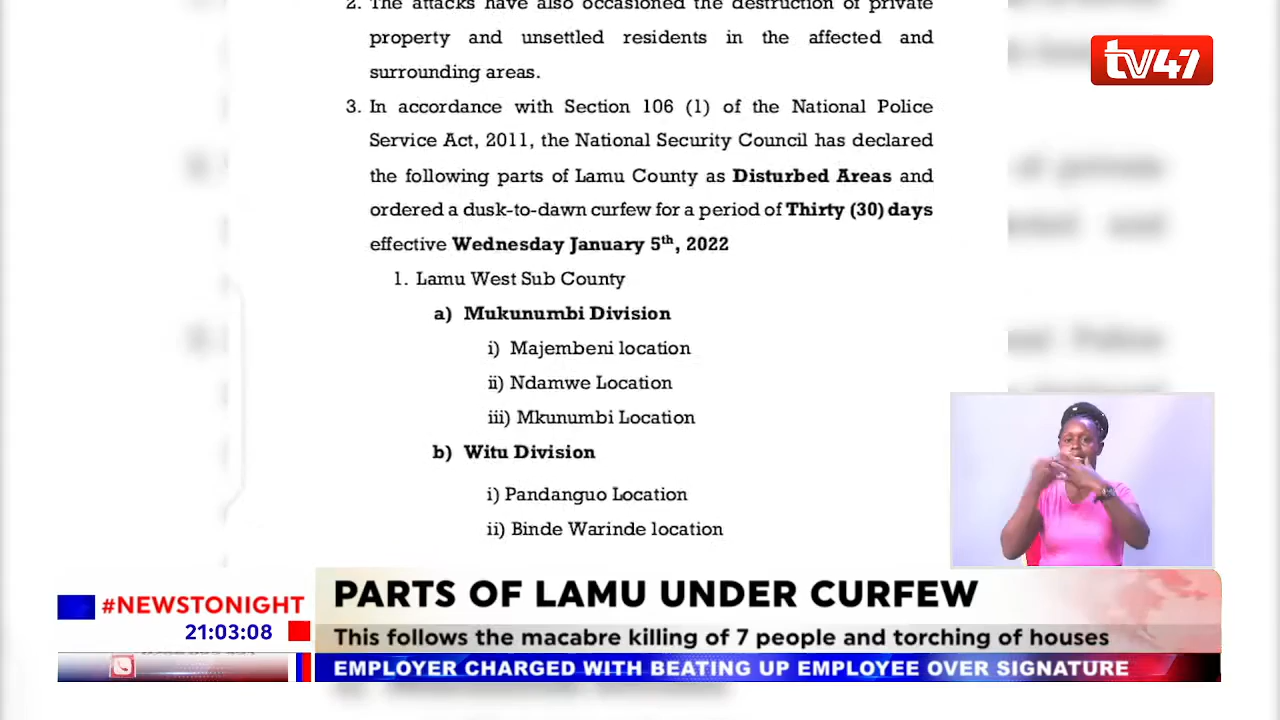 2. The attacks have also occasioned the destruction of private
property and unsettled residents in the affected and
surrounding areas.
tv47
3. In accordance with Section 106 (1) of the National Police
Service Act, 2011, the National Security Council has declared
the following parts of Lamu County as Disturbed Areas and
ordered a dusk-to-dawn curfew for a period of Thirty (30) days
effective Wednesday January 5th, 2022
1. Lamu West Sub County
a) Mukunumbi Division
i) Majembeni location
ii) Ndamwe Location
iii) Mkunumbi Location
b) Witu Division
i) Pandanguo Location
ii) Binde Warinde location
#NEWSTONIGHT
21:03:08
PARTS OF LAMU UNDER CURFEW
This follows the macabre killing of 7 people and torching of houses
EMPLOYER CHARGED WITH BEATING UP EMPLOYEE OVER SIGNATURE